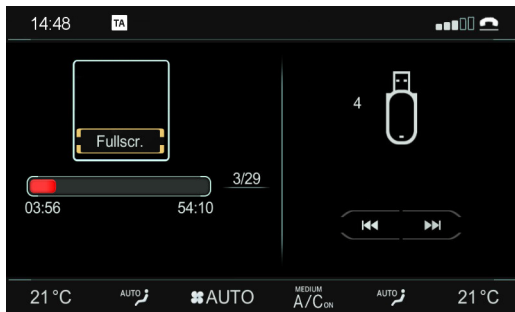 14:48 TA
4
Fullscr.
3/29
03:56 54:10
21 °C AUTO AUTO MEDIUM A/C ON AUTO 21 °C